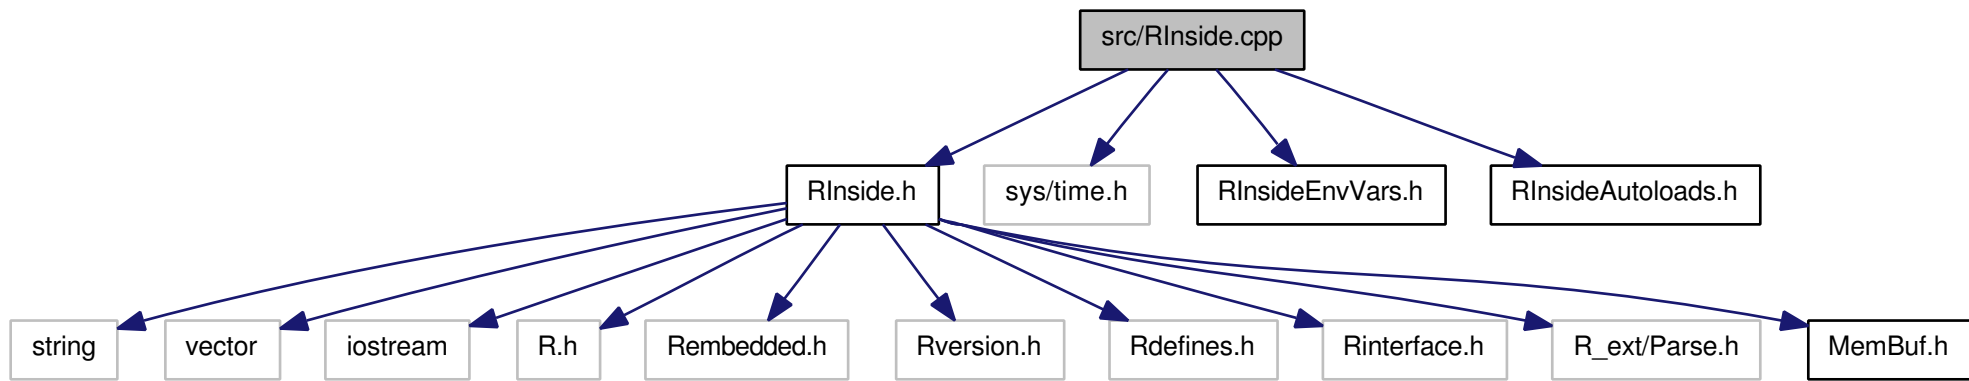 src/RInside.cpp
RInside.h
sys/time.h
RInsideEnvVars.h
RInsideAutoloads.h
string
vector
iostream
R.h
Rembedded.h
Rversion.h
Rdefines.h
Rinterface.h
R_ext/Parse.h
MemBuf.h